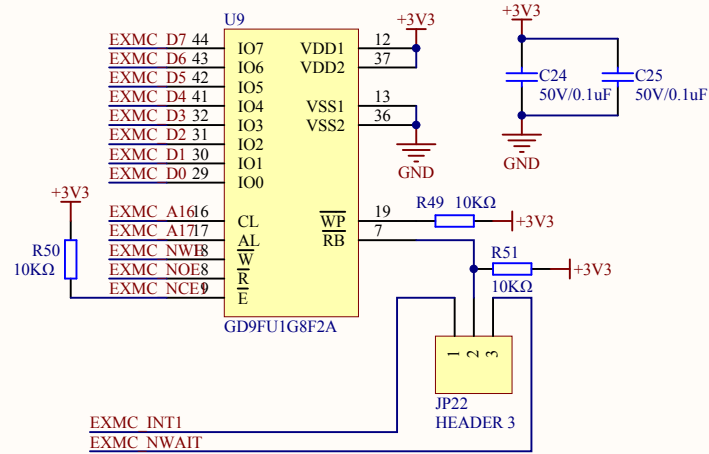 U9
+3V3
+3V3
EXMC_D7 44 IO7 VDD1 12
EXMC_D6 43 IO6 VDD2 37
EXMC_D5 42 IO5
EXMC_D4 41 IO4 VSS1 13
EXMC_D3 32 IO3 VSS2 36
EXMC_D2 31 IO2
EXMC_D1 30 IO1
EXMC_D0 29 IO0
C24
50V/0.1uF
C25
50V/0.1uF
GND
GND
+3V3
R50
10KΩ
EXMC_A16 16 CL WP 19
EXMC_A17 17 AL RB 7
EXMC_NWE 18 W
EXMC_NOE 8 R
EXMC_NCE1 9 E
R49 10KΩ
+3V3
R51
10KΩ
+3V3
GD9FU1G8F2A
1 2 3
JP22
HEADER 3
EXMC_INT1
EXMC_NWAIT